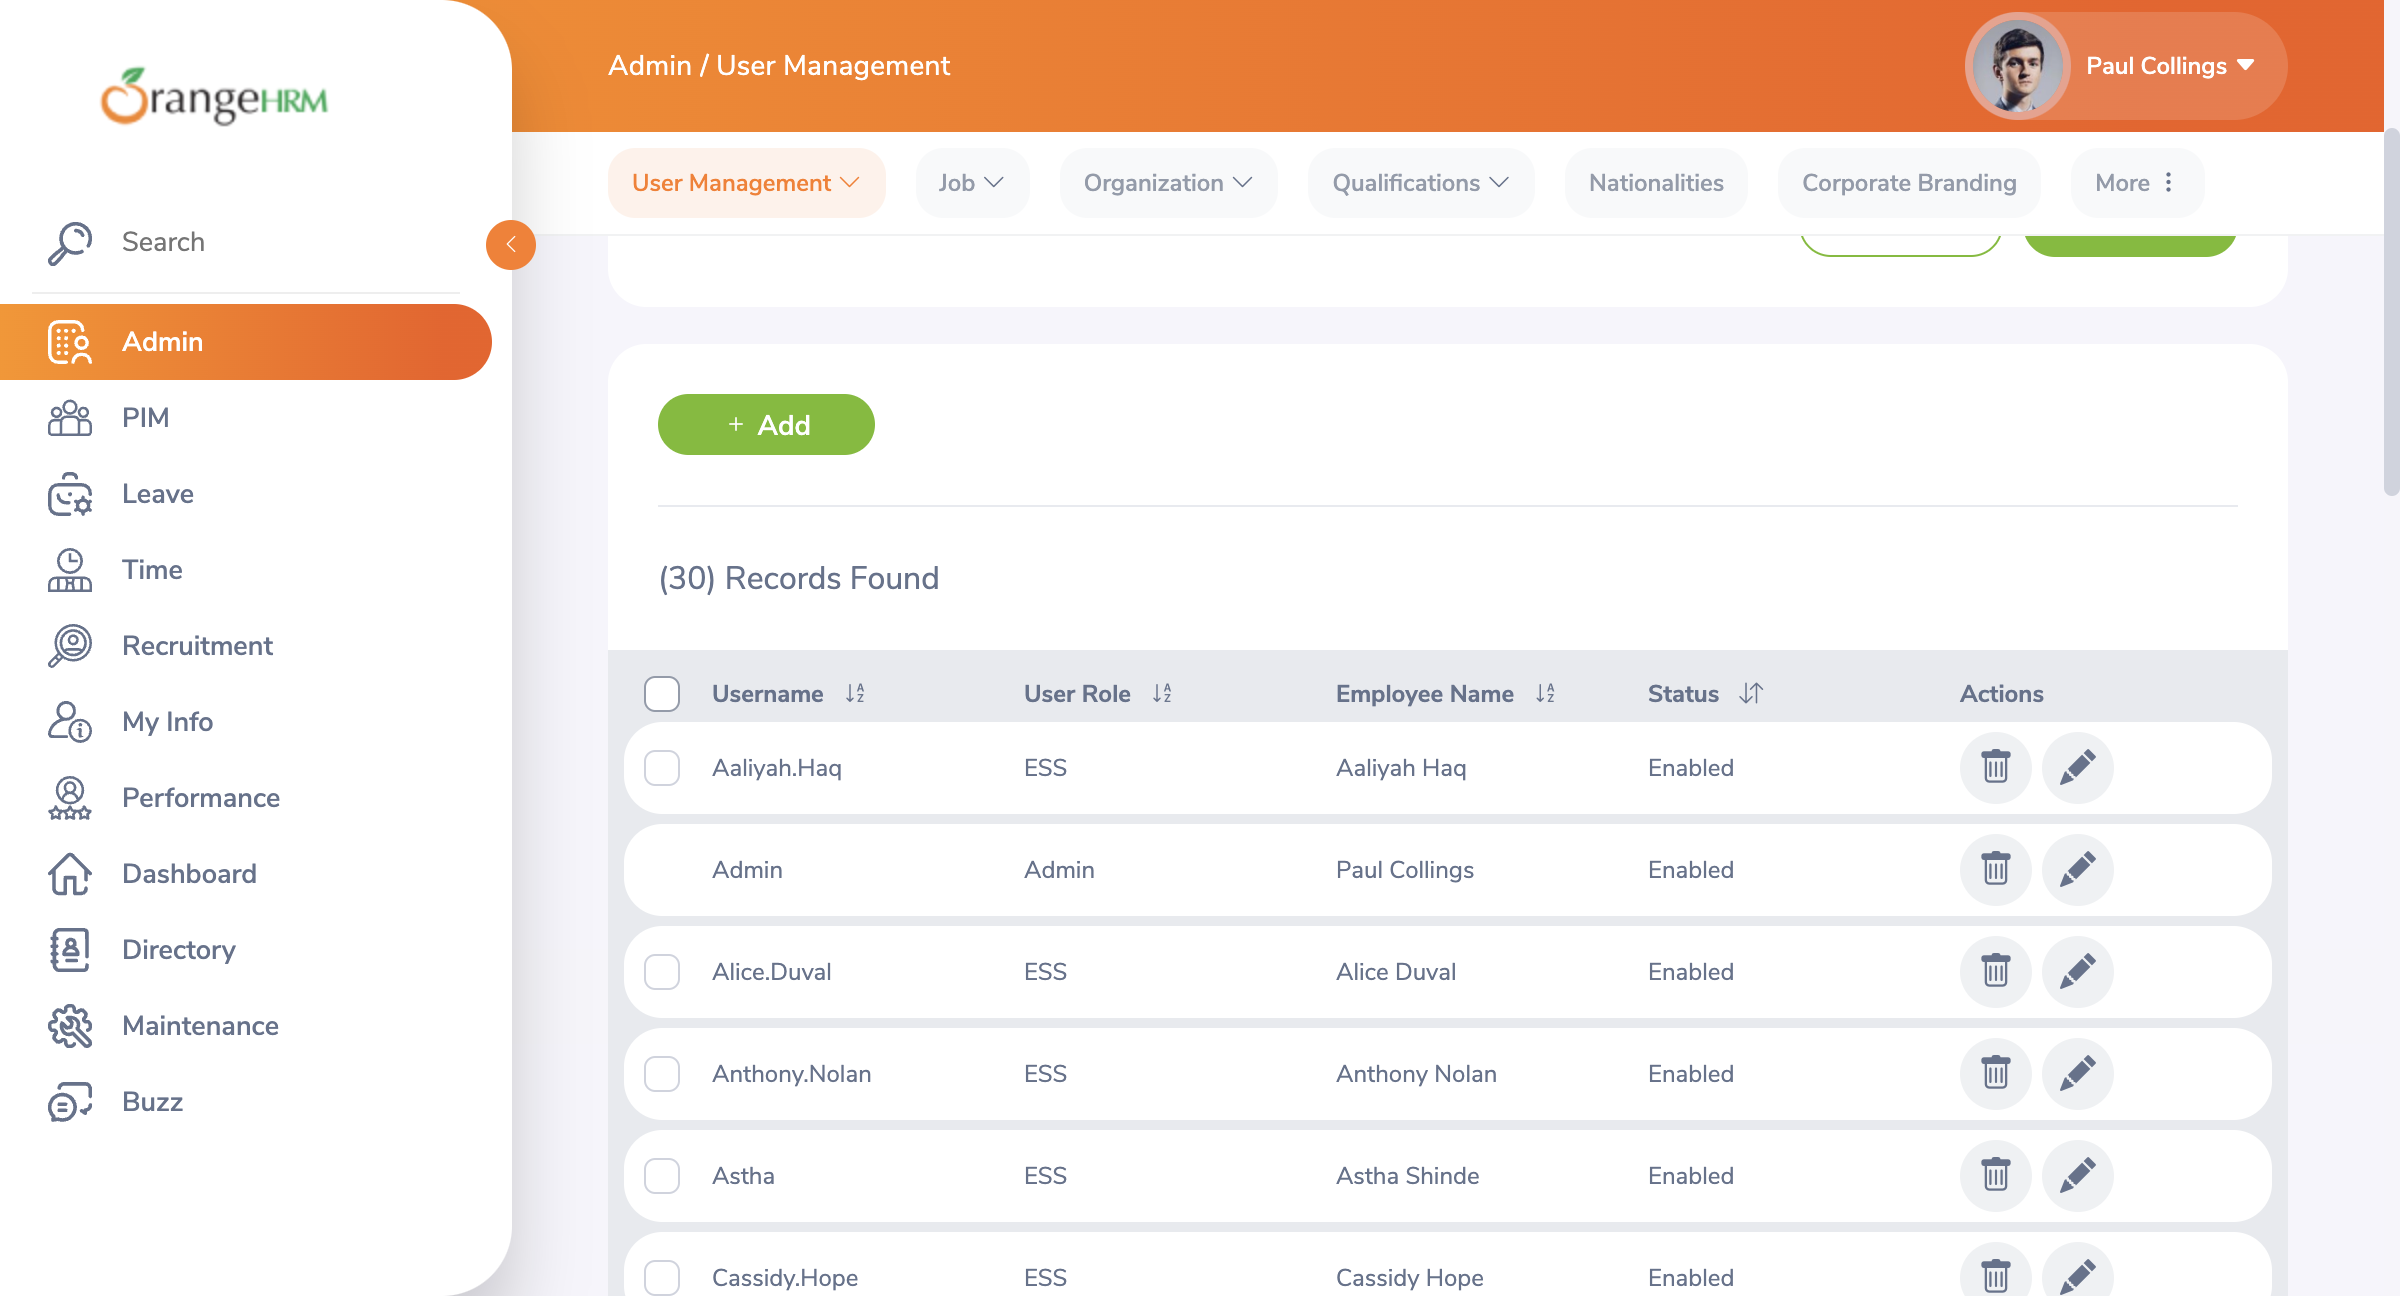 OrangeHRM
Admin / User Management
Paul Collings
User Management
Job
Organization
Qualifications
Nationalities
Corporate Branding
More
Search
Admin
PIM
Leave
Time
Recruitment
My Info
Performance
Dashboard
Directory
Maintenance
Buzz
+ Add
(30) Records Found
Username User Role Employee Name Status Actions
Aaliyah.Haq ESS Aaliyah Haq Enabled
Admin Admin Paul Collings Enabled
Alice.Duval ESS Alice Duval Enabled
Anthony.Nolan ESS Anthony Nolan Enabled
Astha ESS Astha Shinde Enabled
Cassidy.Hope ESS Cassidy Hope Enabled